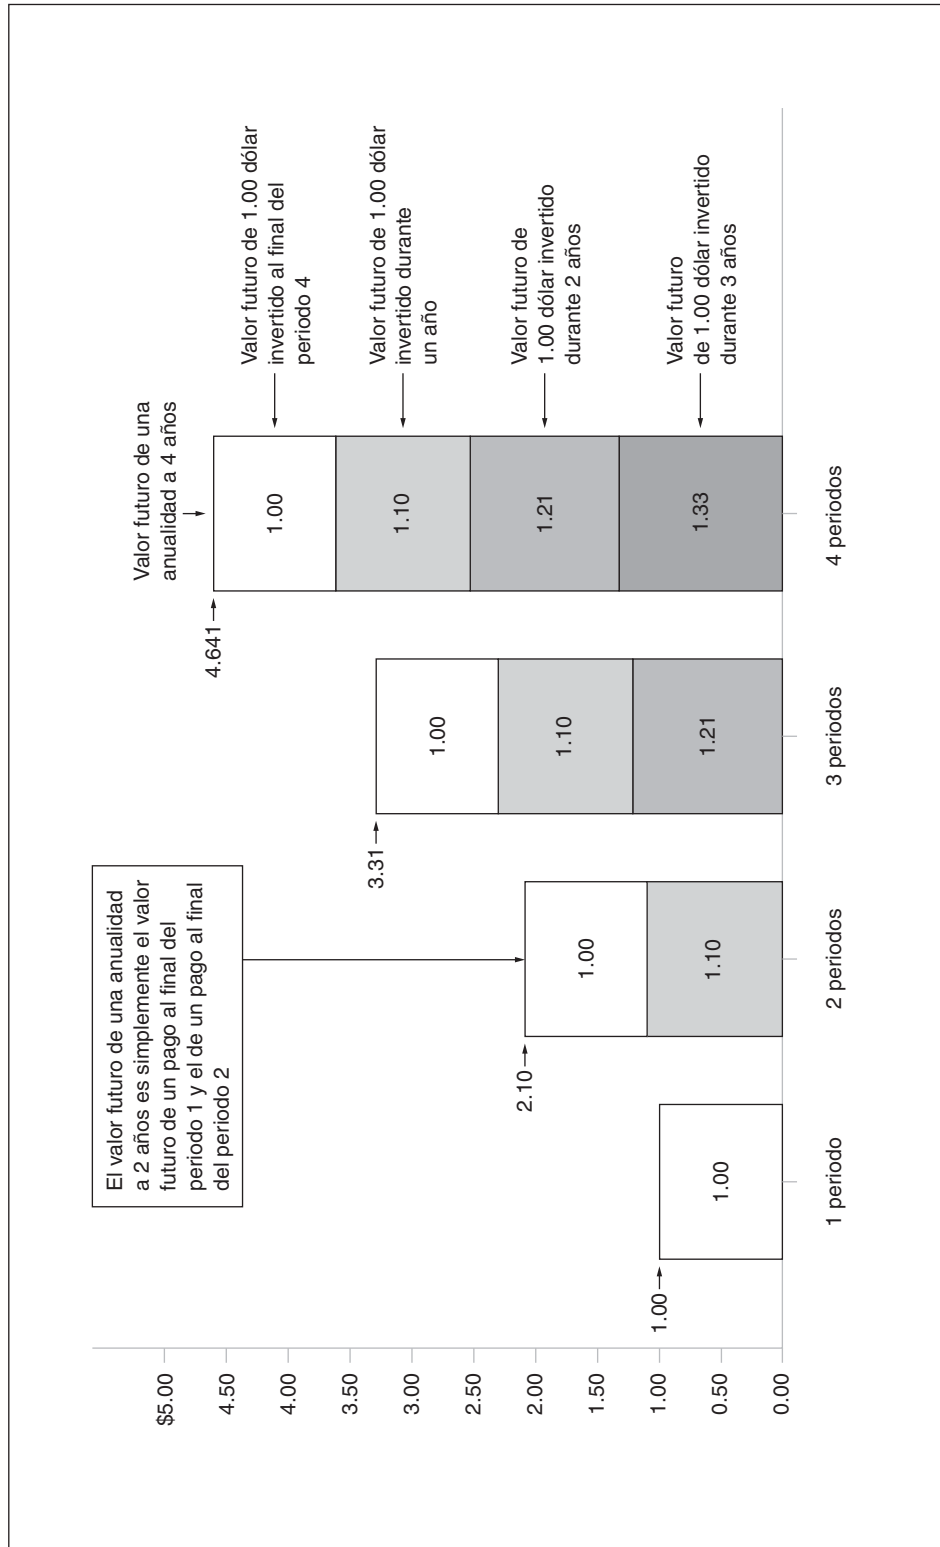 $5.00
4.50
4.00
3.50
2.50
2.00
1.50
1.00
0.50
0.00
El valor futuro de una anualidad
a 2 años es simplemente el valor
futuro de un pago al final del
periodo 1 y el de un pago al final
del periodo 2
1.00
1.00
1 periodo
2.10
1.00
1.10
2 periodos
3.31
1.00
1.10
1.21
3 periodos
Valor futuro de una
anualidad a 4 años
4.641
1.00
1.10
1.21
1.33
4 periodos
Valor futuro de 1.00 dólar
invertido al final del
periodo 4
Valor futuro de 1.00 dólar
invertido durante
un año
Valor futuro de
1.00 dólar invertido
durante 2 años
Valor futuro
de 1.00 dólar invertido
durante 3 años